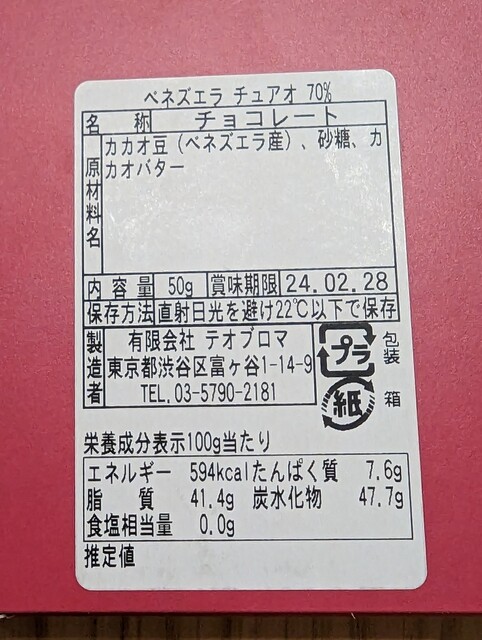 ベネズエラ チュアオ 70%
名 称 チョコレート
原材料名 カカオ豆(ベネズエラ産)、砂糖、カ
カオバター
内容量 50g 賞味期限 24.02.28
保存方法 直射日光を避け22℃以下で保存
製造者 有限会社 テオブロマ
東京都渋谷区富ヶ谷1-14-9
TEL.03-5790-2181
プラ 包装
紙 箱
栄養成分表示100g当たり
エネルギー 594kcal たんぱく質 7.6g
脂 質 41.4g 炭水化物 47.7g
食塩相当量 0.0g
推定値